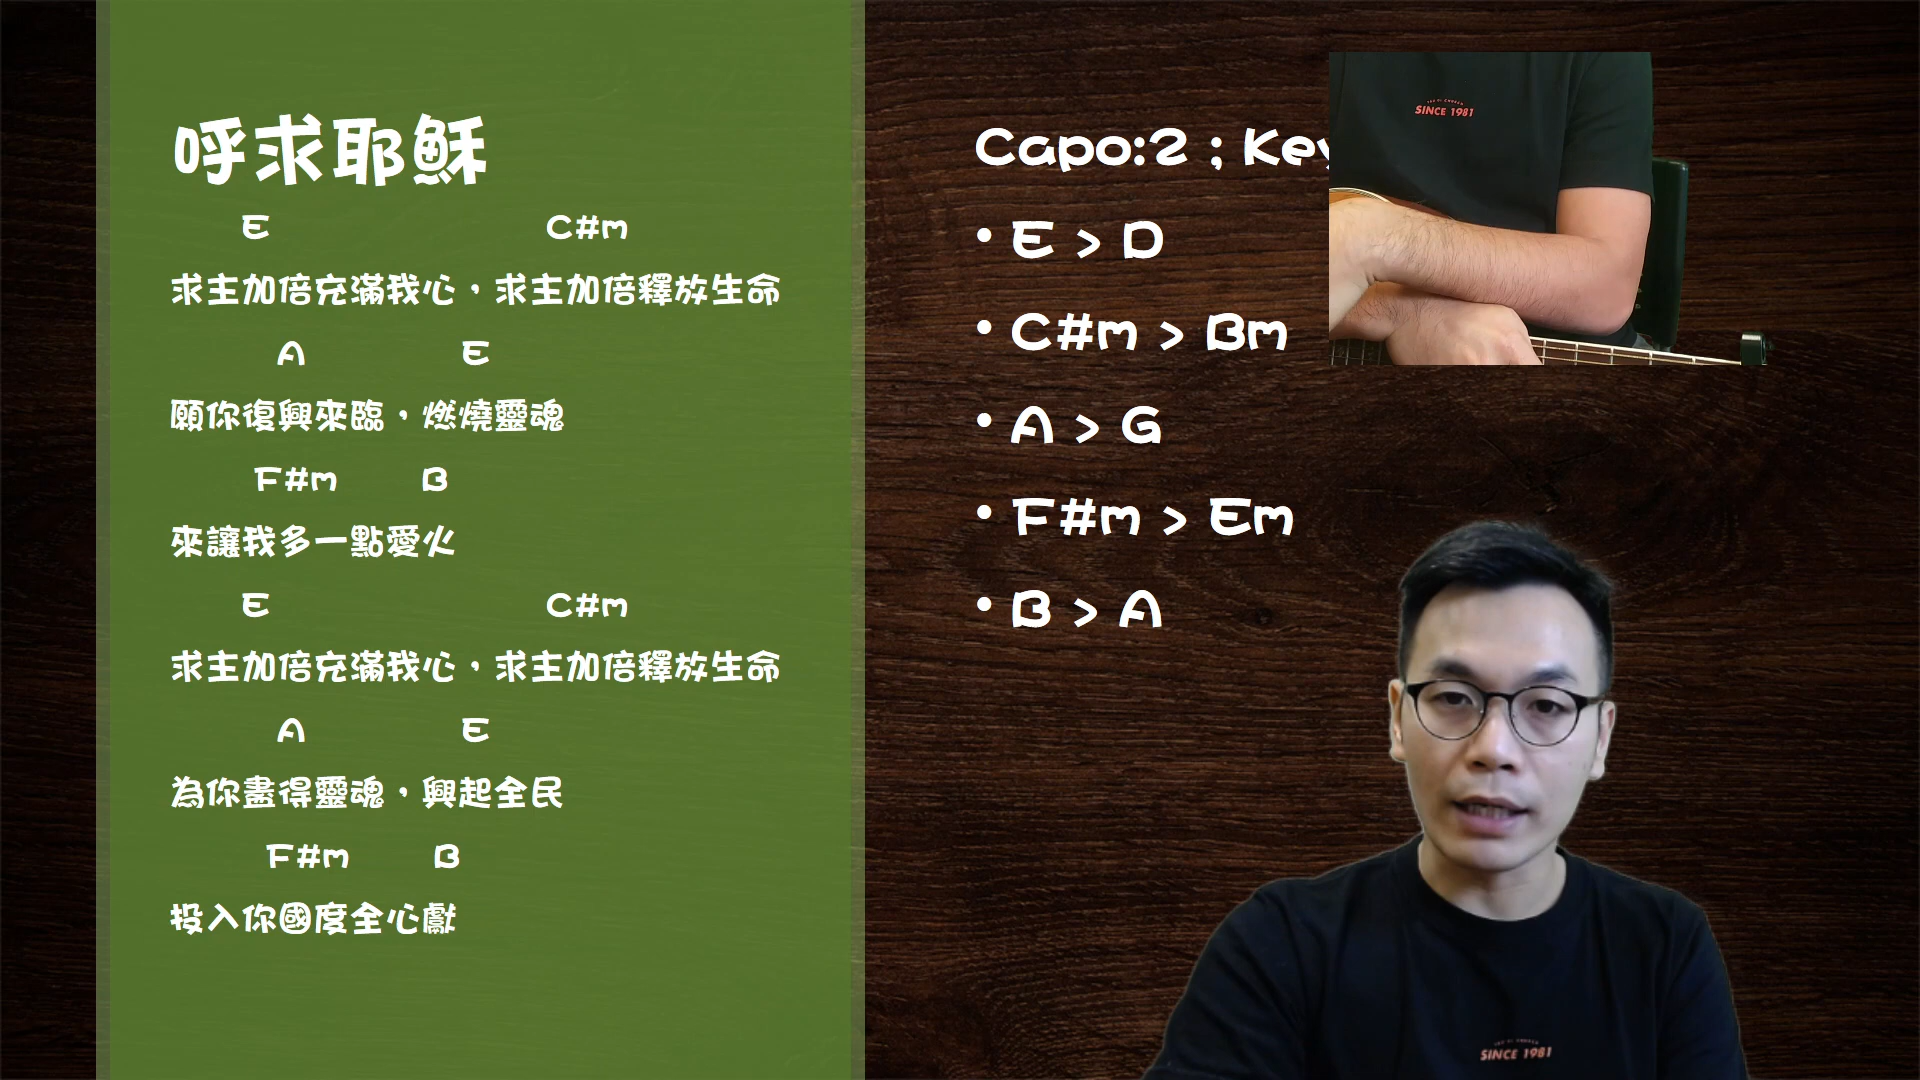 呼求耶穌
E C#m
求主加倍充滿我心，求主加倍釋放生命
A E
願你復興來臨，燃燒靈魂
F#m B
來讓我多一點愛火
E C#m
求主加倍充滿我心，求主加倍釋放生命
A E
為你盡得靈魂，興起全民
F#m B
投入你國度全心獻
Capo:2 ; Key
• E > D
• C#m > Bm
• A > G
• F#m > Em
• B > A
SINCE 1981
SINCE 1981